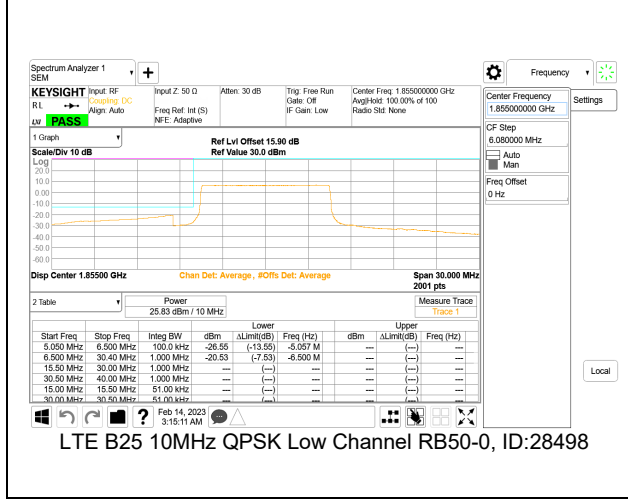 Spectrum Analyzer 1
SEM
+
Frequency
Settings
KEYSIGHT
RL
LXI PASS
Input: RF
Coupling: DC
Align: Auto
Input Z: 50 Ω
Freq Ref: Int (S)
NFE: Adaptive
Atten: 30 dB
Trig: Free Run
Gate: Off
IF Gain: Low
Center Freq: 1.855000000 GHz
Avg|Hold: 100.00% of 100
Radio Std: None
Center Frequency
1.855000000 GHz
CF Step
6.080000 MHz
Auto
Man
Freq Offset
0 Hz
Local
1 Graph
Scale/Div 10 dB
Ref Lvl Offset 15.90 dB
Ref Value 30.0 dBm
Log
20.0
10.0
0.00
-10.0
-20.0
-30.0
-40.0
-50.0
-60.0
Disp Center 1.85500 GHz
Chan Det: Average , #Offs Det: Average
Span 30.000 MHz
2001 pts
2 Table
Power
25.83 dBm / 10 MHz
Measure Trace
Trace 1
Lower Upper
Start Freq Stop Freq Integ BW dBm ΔLimit(dB) Freq (Hz) dBm ΔLimit(dB) Freq (Hz)
5.050 MHz 6.500 MHz 100.0 kHz -26.55 (-13.55) -5.057 M --- (---) ---
6.500 MHz 30.40 MHz 1.000 MHz -20.53 (-7.53) -6.500 M --- (---) ---
15.50 MHz 30.00 MHz 1.000 MHz --- (---) --- (---) ---
30.50 MHz 40.00 MHz 1.000 MHz --- (---) --- (---) ---
15.00 MHz 15.50 MHz 51.00 kHz --- (---) --- (---) ---
30.00 MHz 30.50 MHz 51.00 kHz --- (---) --- (---) ---
?
Feb 14, 2023
3:15:11 AM
LTE B25 10MHz QPSK Low Channel RB50-0, ID:28498